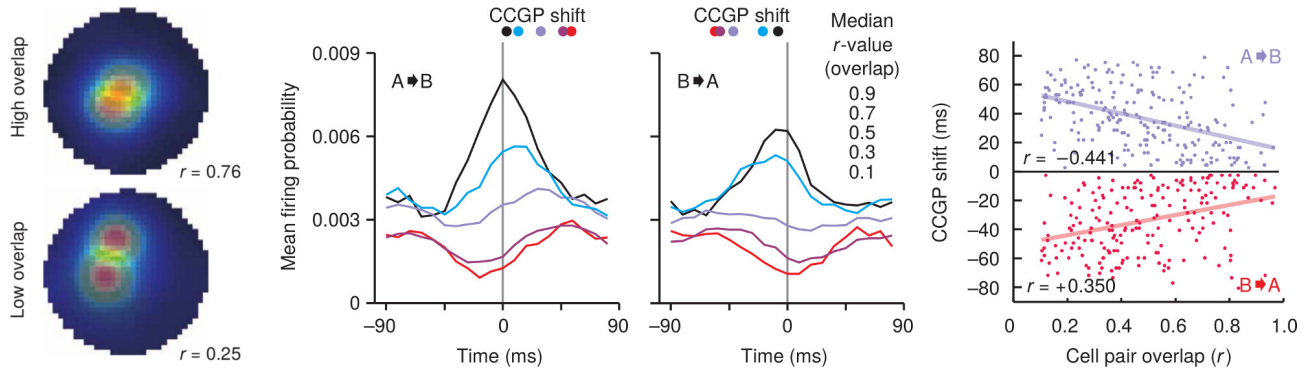 High overlap
r = 0.76
Low overlap
r = 0.25
CCGP shift
Mean firing probability
0.009
0.006
0.003
0
A➡B
–90
0
90
Time (ms)
CCGP shift
B➡A
–90
0
90
Time (ms)
Median
r-value
(overlap)
0.9
0.7
0.5
0.3
0.1
CCGP shift (ms)
80
60
40
20
0
–20
–40
–60
–80
A➡B
r = –0.441
r = +0.350
B➡A
0
0.2
0.4
0.6
0.8
1.0
Cell pair overlap (r)